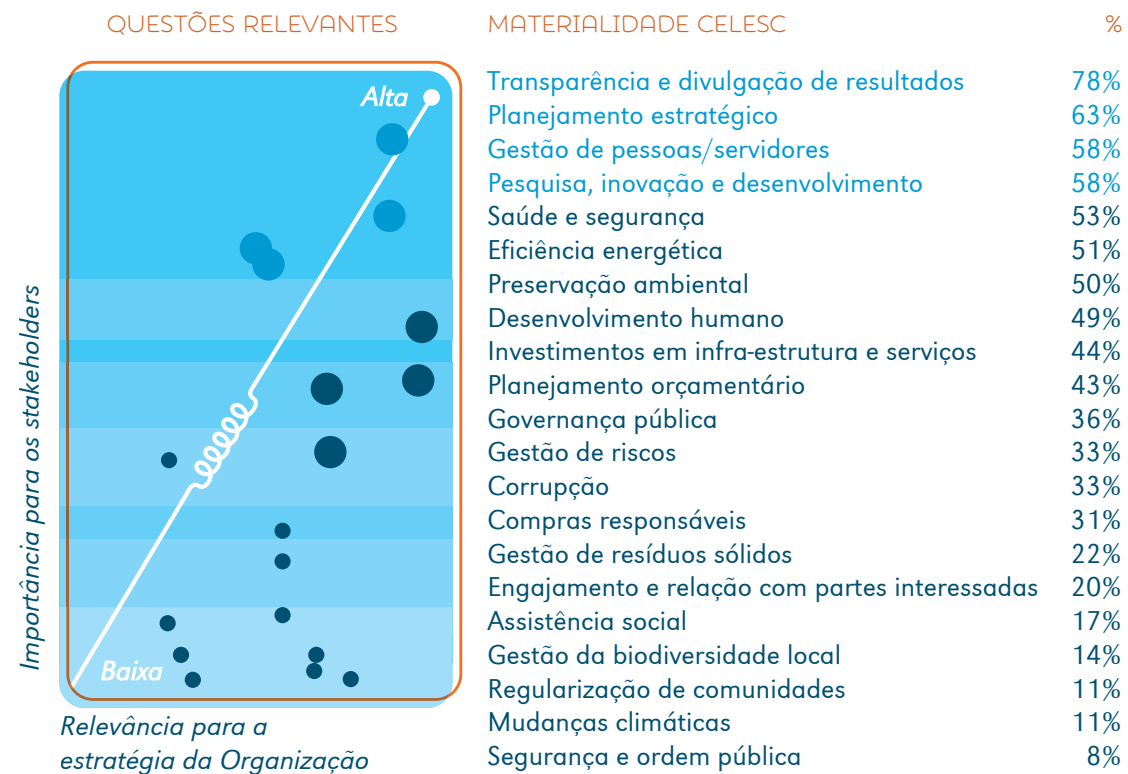 QUESTÕES RELEVANTES
Alta
Baixa
Importância para os stakeholders
Relevância para a
estratégia da Organização
MATERIALIDADE CELESC %
Transparência e divulgação de resultados 78%
Planejamento estratégico 63%
Gestão de pessoas/servidores 58%
Pesquisa, inovação e desenvolvimento 58%
Saúde e segurança 53%
Eficiência energética 51%
Preservação ambiental 50%
Desenvolvimento humano 49%
Investimentos em infra-estrutura e serviços 44%
Planejamento orçamentário 43%
Governança pública 36%
Gestão de riscos 33%
Corrupção 33%
Compras responsáveis 31%
Gestão de resíduos sólidos 22%
Engajamento e relação com partes interessadas 20%
Assistência social 17%
Gestão da biodiversidade local 14%
Regularização de comunidades 11%
Mudanças climáticas 11%
Segurança e ordem pública 8%